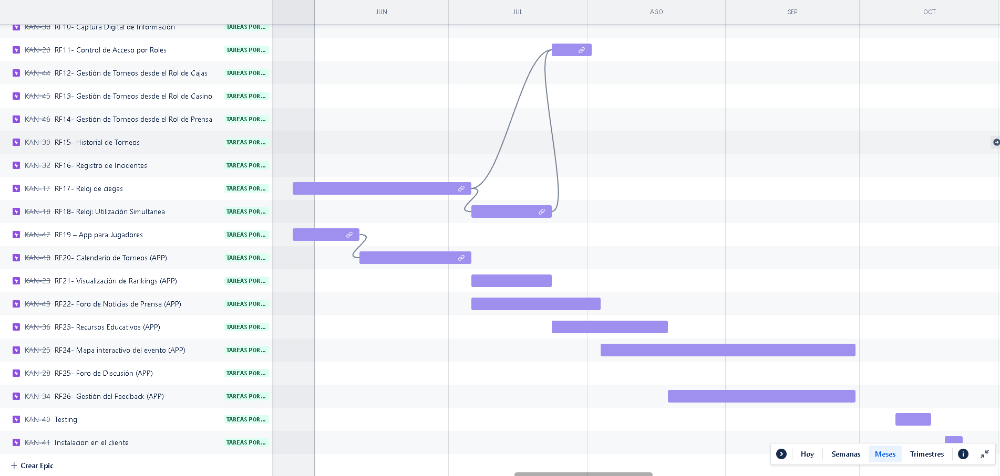 JUN JUL AGO SEP OCT
KAN-38 RF10- Captura Digital de Información TAREAS POR...
KAN-20 RF11- Control de Acceso por Roles TAREAS POR...
KAN-44 RF12- Gestión de Torneos desde el Rol de Cajas TAREAS POR...
KAN-45 RF13- Gestión de Torneos desde el Rol de Casino TAREAS POR...
KAN-46 RF14- Gestión de Torneos desde el Rol de Prensa TAREAS POR...
KAN-30 RF15- Historial de Torneos TAREAS POR...
KAN-32 RF16- Registro de Incidentes TAREAS POR...
KAN-17 RF17- Reloj de ciegas TAREAS POR...
KAN-18 RF18- Reloj: Utilización Simultanea TAREAS POR...
KAN-47 RF19 – App para Jugadores TAREAS POR...
KAN-48 RF20- Calendario de Torneos (APP) TAREAS POR...
KAN-23 RF21- Visualización de Rankings (APP) TAREAS POR...
KAN-49 RF22- Foro de Noticias de Prensa (APP) TAREAS POR...
KAN-36 RF23- Recursos Educativos (APP) TAREAS POR...
KAN-25 RF24- Mapa interactivo del evento (APP) TAREAS POR...
KAN-28 RF25- Foro de Discusión (APP) TAREAS POR...
KAN-34 RF26- Gestión del Feedback (APP) TAREAS POR...
KAN-40 Testing TAREAS POR...
KAN-41 Instalacion en el cliente TAREAS POR...
Hoy Semanas Meses Trimestres
+ Crear Epic